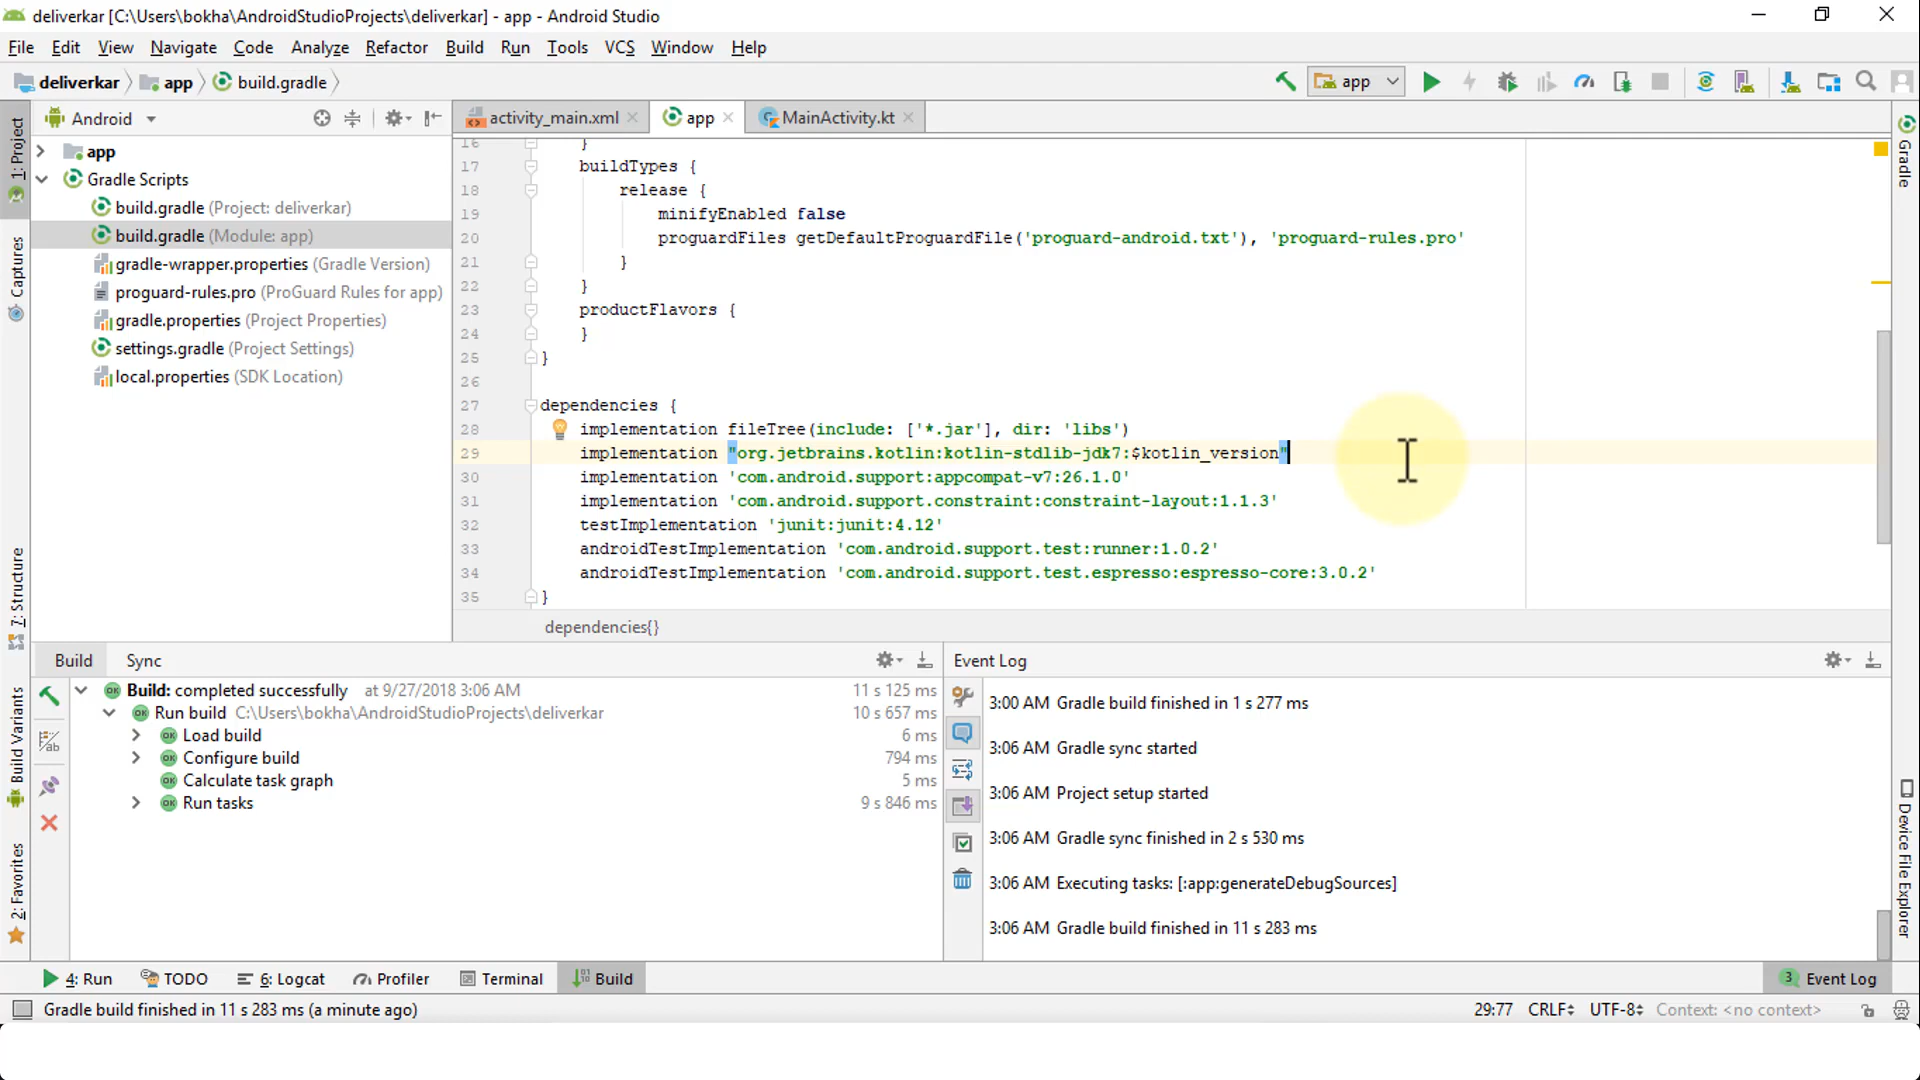 deliverkar [C:\Users\bokha\AndroidStudioProjects\deliverkar] - app - Android Studio
File Edit View Navigate Code Analyze Refactor Build Run Tools VCS Window Help
deliverkar app build.gradle
app
Android
activity_main.xml app MainActivity.kt
1: Project
Captures
7: Structure
Build Variants
2: Favorites
app
Gradle Scripts
build.gradle (Project: deliverkar)
build.gradle (Module: app)
gradle-wrapper.properties (Gradle Version)
proguard-rules.pro (ProGuard Rules for app)
gradle.properties (Project Properties)
settings.gradle (Project Settings)
local.properties (SDK Location)
16 }
17 buildTypes {
18 release {
19 minifyEnabled false
20 proguardFiles getDefaultProguardFile('proguard-android.txt'), 'proguard-rules.pro'
21 }
22 }
23 productFlavors {
24 }
25 }
26
27 dependencies {
28 implementation fileTree(include: ['*.jar'], dir: 'libs')
29 implementation "org.jetbrains.kotlin:kotlin-stdlib-jdk7:$kotlin_version"
30 implementation 'com.android.support:appcompat-v7:26.1.0'
31 implementation 'com.android.support.constraint:constraint-layout:1.1.3'
32 testImplementation 'junit:junit:4.12'
33 androidTestImplementation 'com.android.support.test:runner:1.0.2'
34 androidTestImplementation 'com.android.support.test.espresso:espresso-core:3.0.2'
35 }
dependencies{}
Gradle
Device File Explorer
Build Sync
Build: completed successfully at 9/27/2018 3:06 AM 11 s 125 ms
Run build C:\Users\bokha\AndroidStudioProjects\deliverkar 10 s 657 ms
Load build 6 ms
Configure build 794 ms
Calculate task graph 5 ms
Run tasks 9 s 846 ms
Event Log
3:00 AM Gradle build finished in 1 s 277 ms
3:06 AM Gradle sync started
3:06 AM Project setup started
3:06 AM Gradle sync finished in 2 s 530 ms
3:06 AM Executing tasks: [:app:generateDebugSources]
3:06 AM Gradle build finished in 11 s 283 ms
4: Run TODO 6: Logcat Profiler Terminal Build 3 Event Log
Gradle build finished in 11 s 283 ms (a minute ago) 29:77 CRLF UTF-8 Context: <no context>